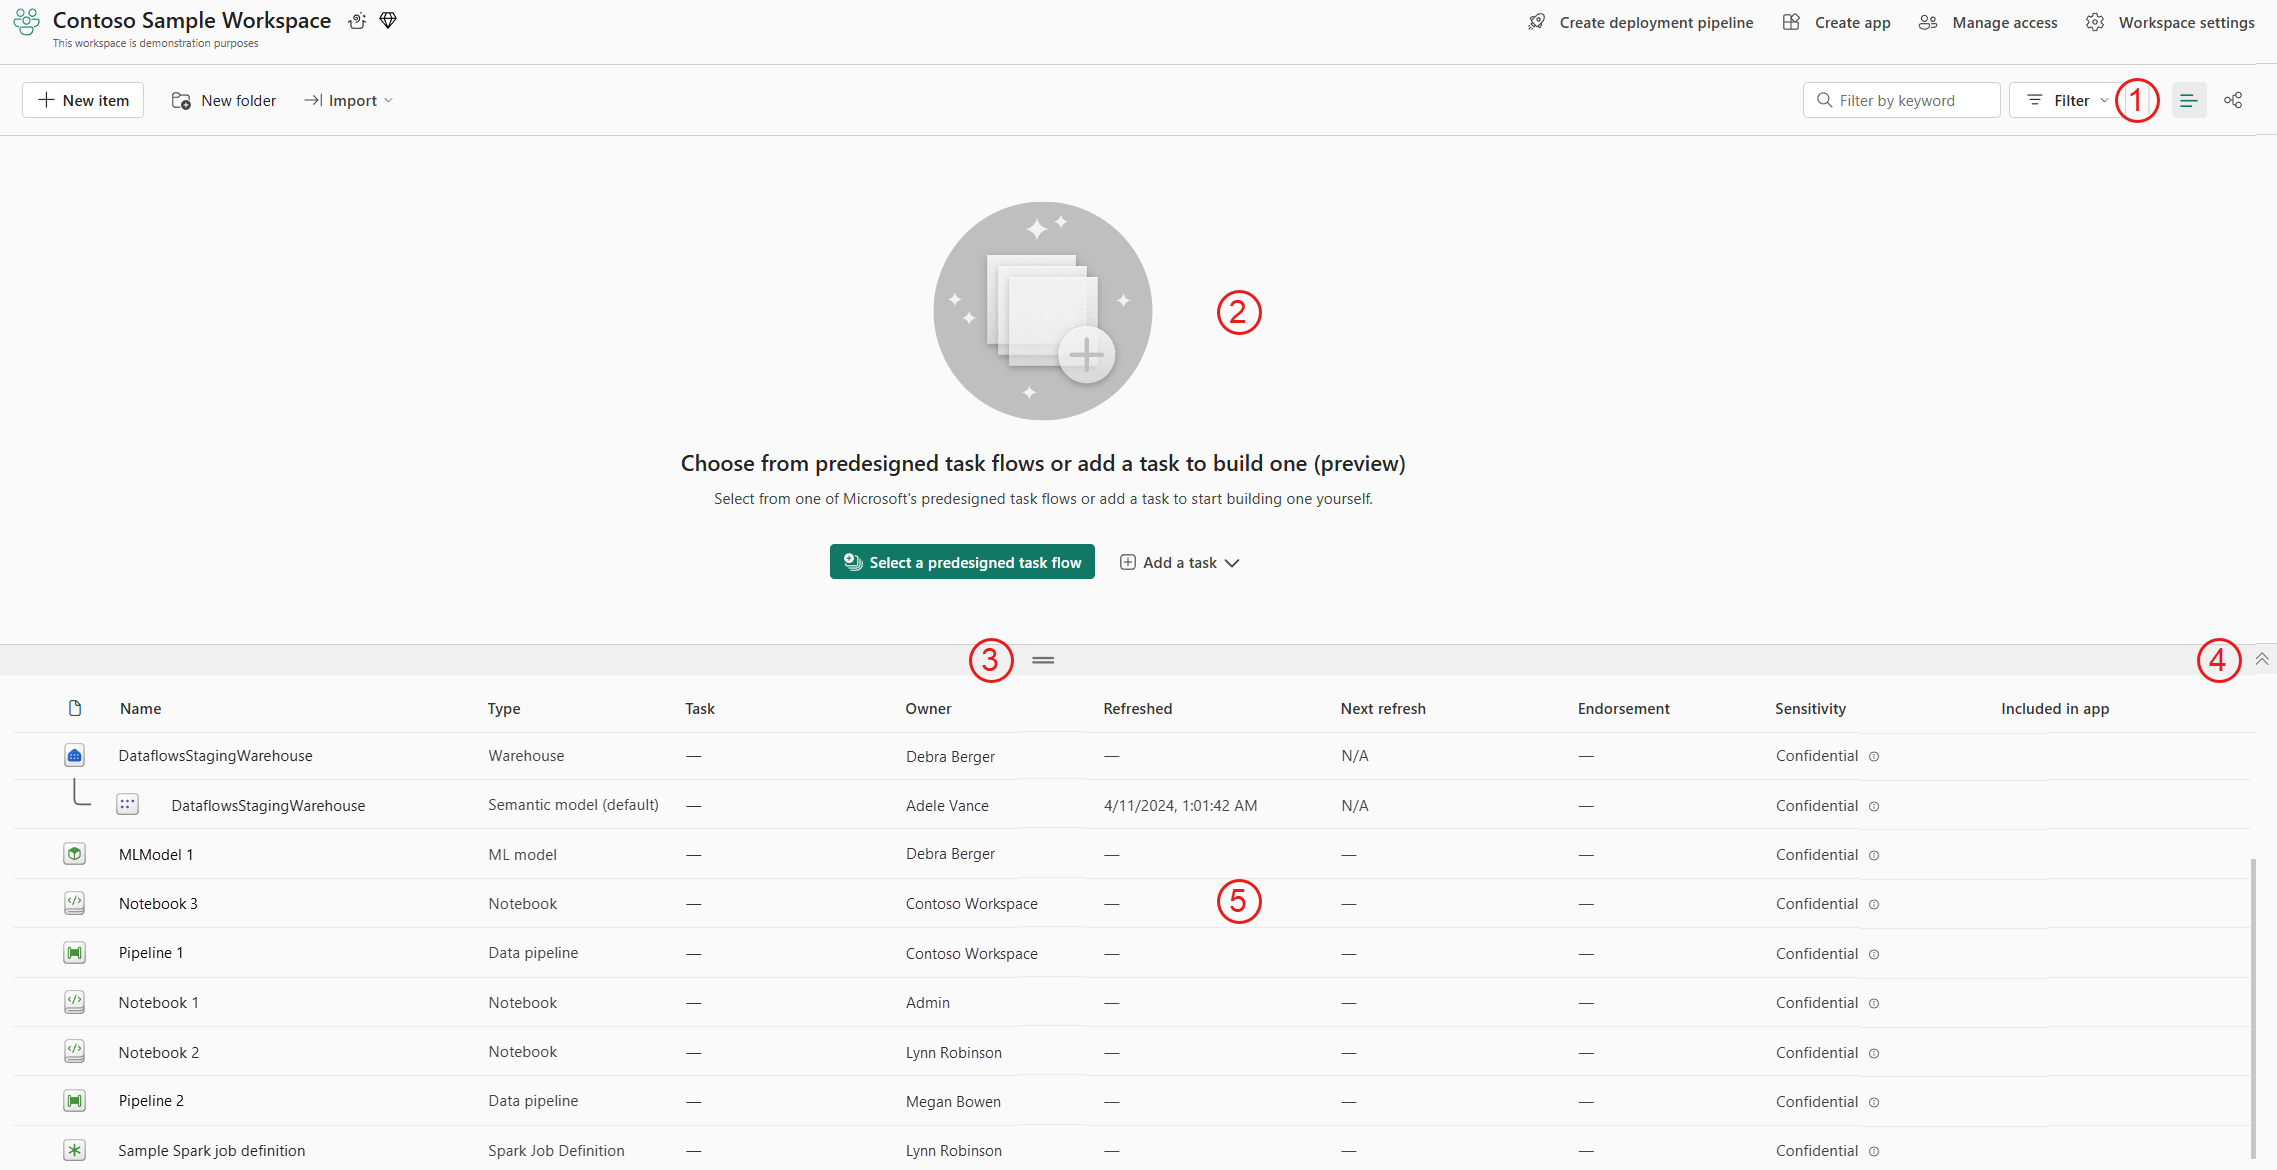 Contoso Sample Workspace
This workspace is demonstration purposes
Create deployment pipeline Create app Manage access Workspace settings
New item New folder Import Filter by keyword Filter 1
2
Choose from predesigned task flows or add a task to build one (preview)
Select from one of Microsoft's predesigned task flows or add a task to start building one yourself.
Select a predesigned task flow Add a task
3 4
Name Type Task Owner Refreshed Next refresh Endorsement Sensitivity Included in app
DataflowsStagingWarehouse Warehouse — Debra Berger — N/A — Confidential
DataflowsStagingWarehouse Semantic model (default) — Adele Vance 4/11/2024, 1:01:42 AM N/A — Confidential
MLModel 1 ML model — Debra Berger — — — Confidential
Notebook 3 Notebook — Contoso Workspace — 5 — — Confidential
Pipeline 1 Data pipeline — Contoso Workspace — — — Confidential
Notebook 1 Notebook — Admin — — — Confidential
Notebook 2 Notebook — Lynn Robinson — — — Confidential
Pipeline 2 Data pipeline — Megan Bowen — — — Confidential
Sample Spark job definition Spark Job Definition — Lynn Robinson — — — Confidential